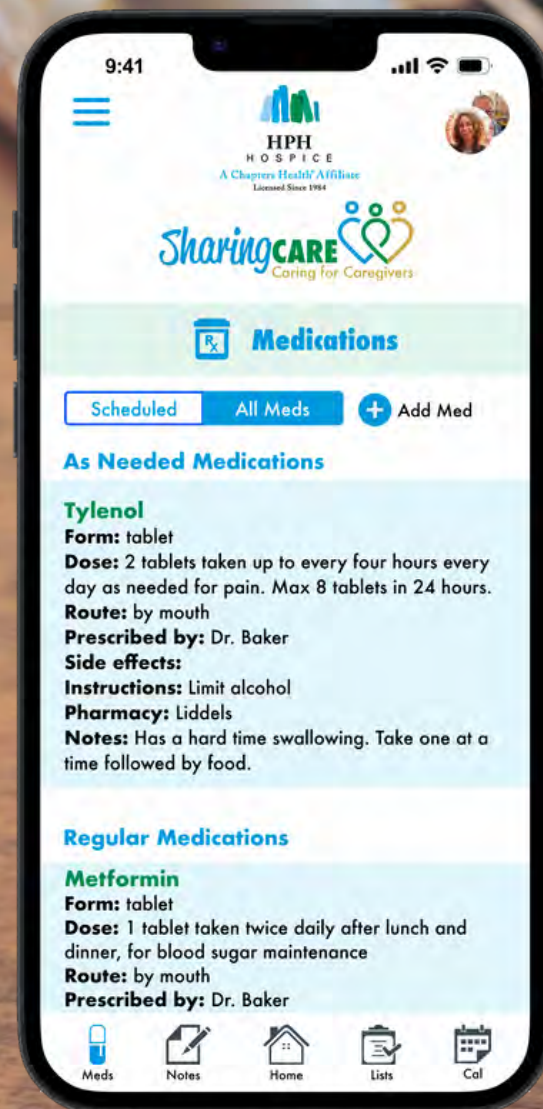 9:41
HPH
HOSPICE
A Chapters Health Affiliate
Licensed Since 1984
SharingCARE
Caring for Caregivers
Rx Medications
Scheduled All Meds + Add Med
As Needed Medications
Tylenol
Form: tablet
Dose: 2 tablets taken up to every four hours every
day as needed for pain. Max 8 tablets in 24 hours.
Route: by mouth
Prescribed by: Dr. Baker
Side effects:
Instructions: Limit alcohol
Pharmacy: Liddels
Notes: Has a hard time swallowing. Take one at a
time followed by food.
Regular Medications
Metformin
Form: tablet
Dose: 1 tablet taken twice daily after lunch and
dinner, for blood sugar maintenance
Route: by mouth
Prescribed by: Dr. Baker
Meds Notes Home Lists Cal